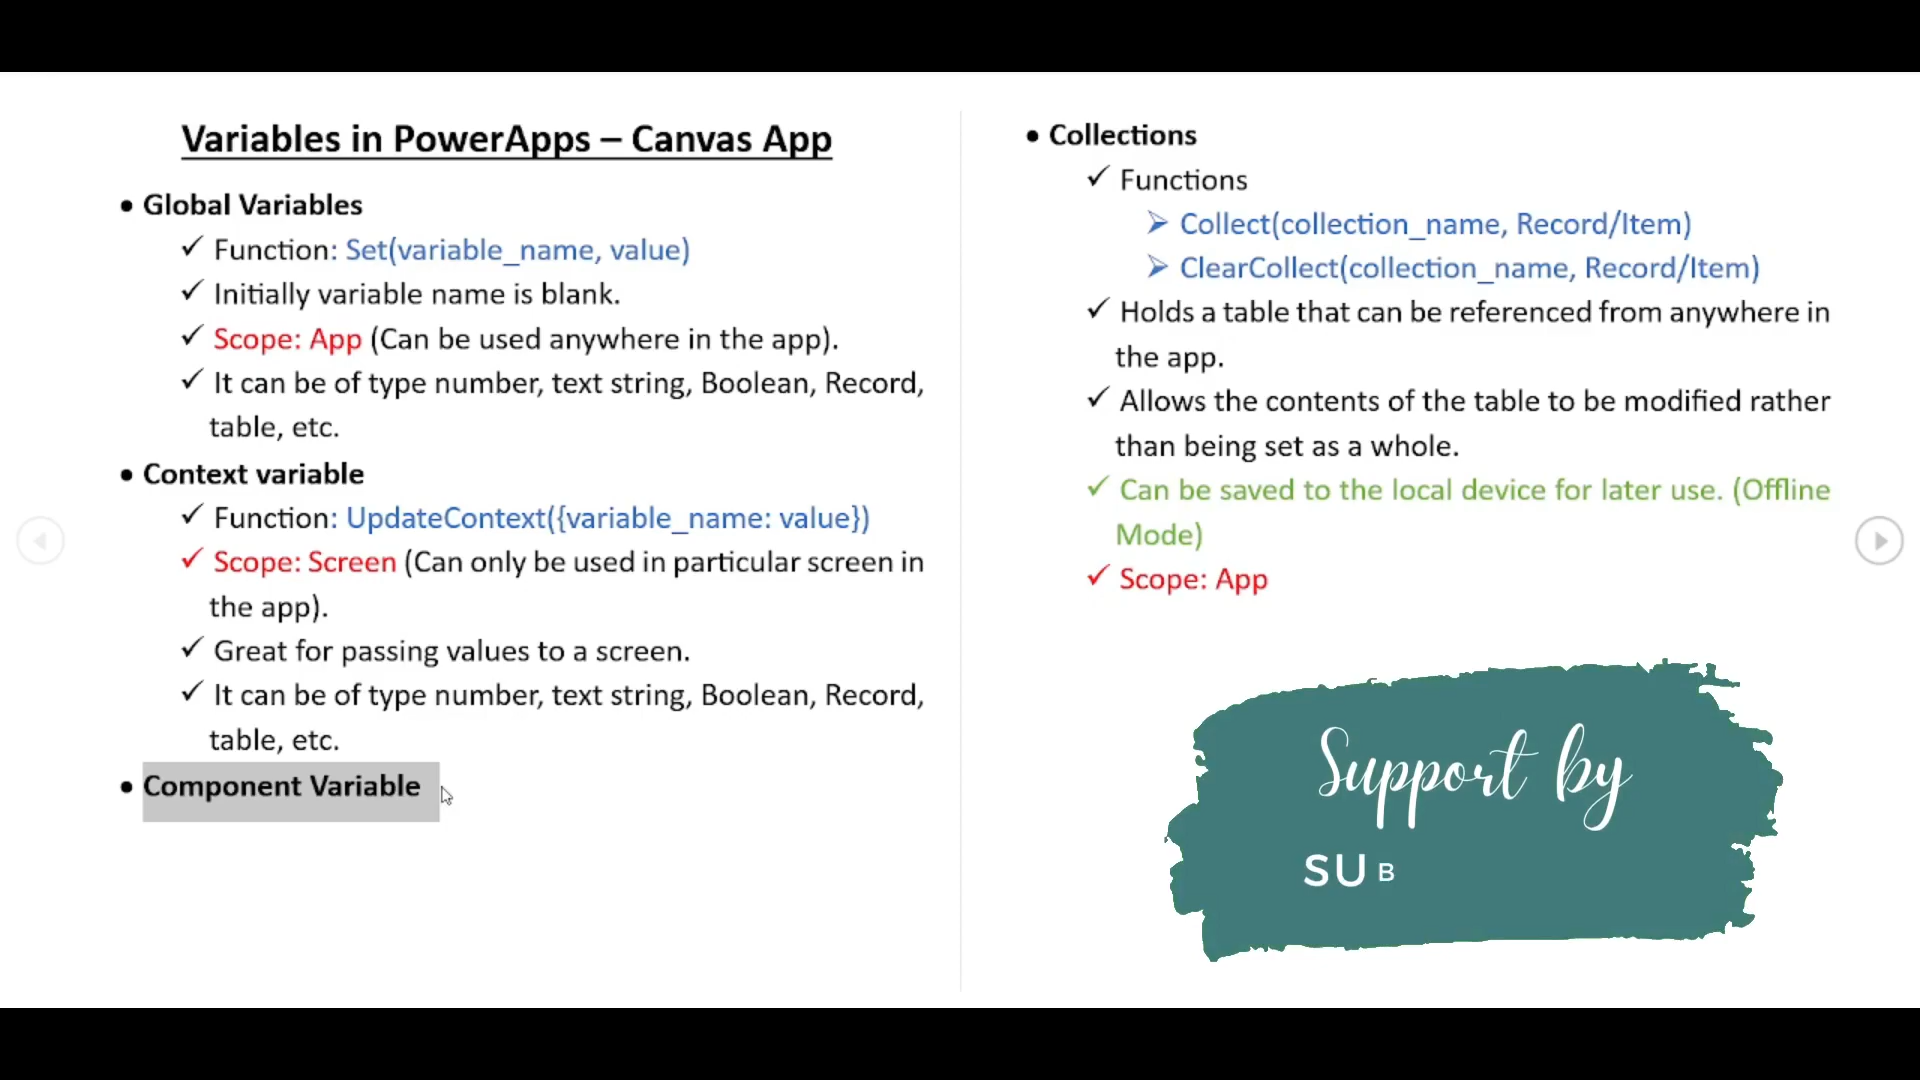 Variables in PowerApps – Canvas App
• Global Variables
✓ Function: Set(variable_name, value)
✓ Initially variable name is blank.
✓ Scope: App (Can be used anywhere in the app).
✓ It can be of type number, text string, Boolean, Record,
table, etc.
• Context variable
✓ Function: UpdateContext({variable_name: value})
✓ Scope: Screen (Can only be used in particular screen in
the app).
✓ Great for passing values to a screen.
✓ It can be of type number, text string, Boolean, Record,
table, etc.
• Component Variable
• Collections
✓ Functions
➢ Collect(collection_name, Record/Item)
➢ ClearCollect(collection_name, Record/Item)
✓ Holds a table that can be referenced from anywhere in
the app.
✓ Allows the contents of the table to be modified rather
than being set as a whole.
✓ Can be saved to the local device for later use. (Offline
Mode)
✓ Scope: App
Support by
SUB